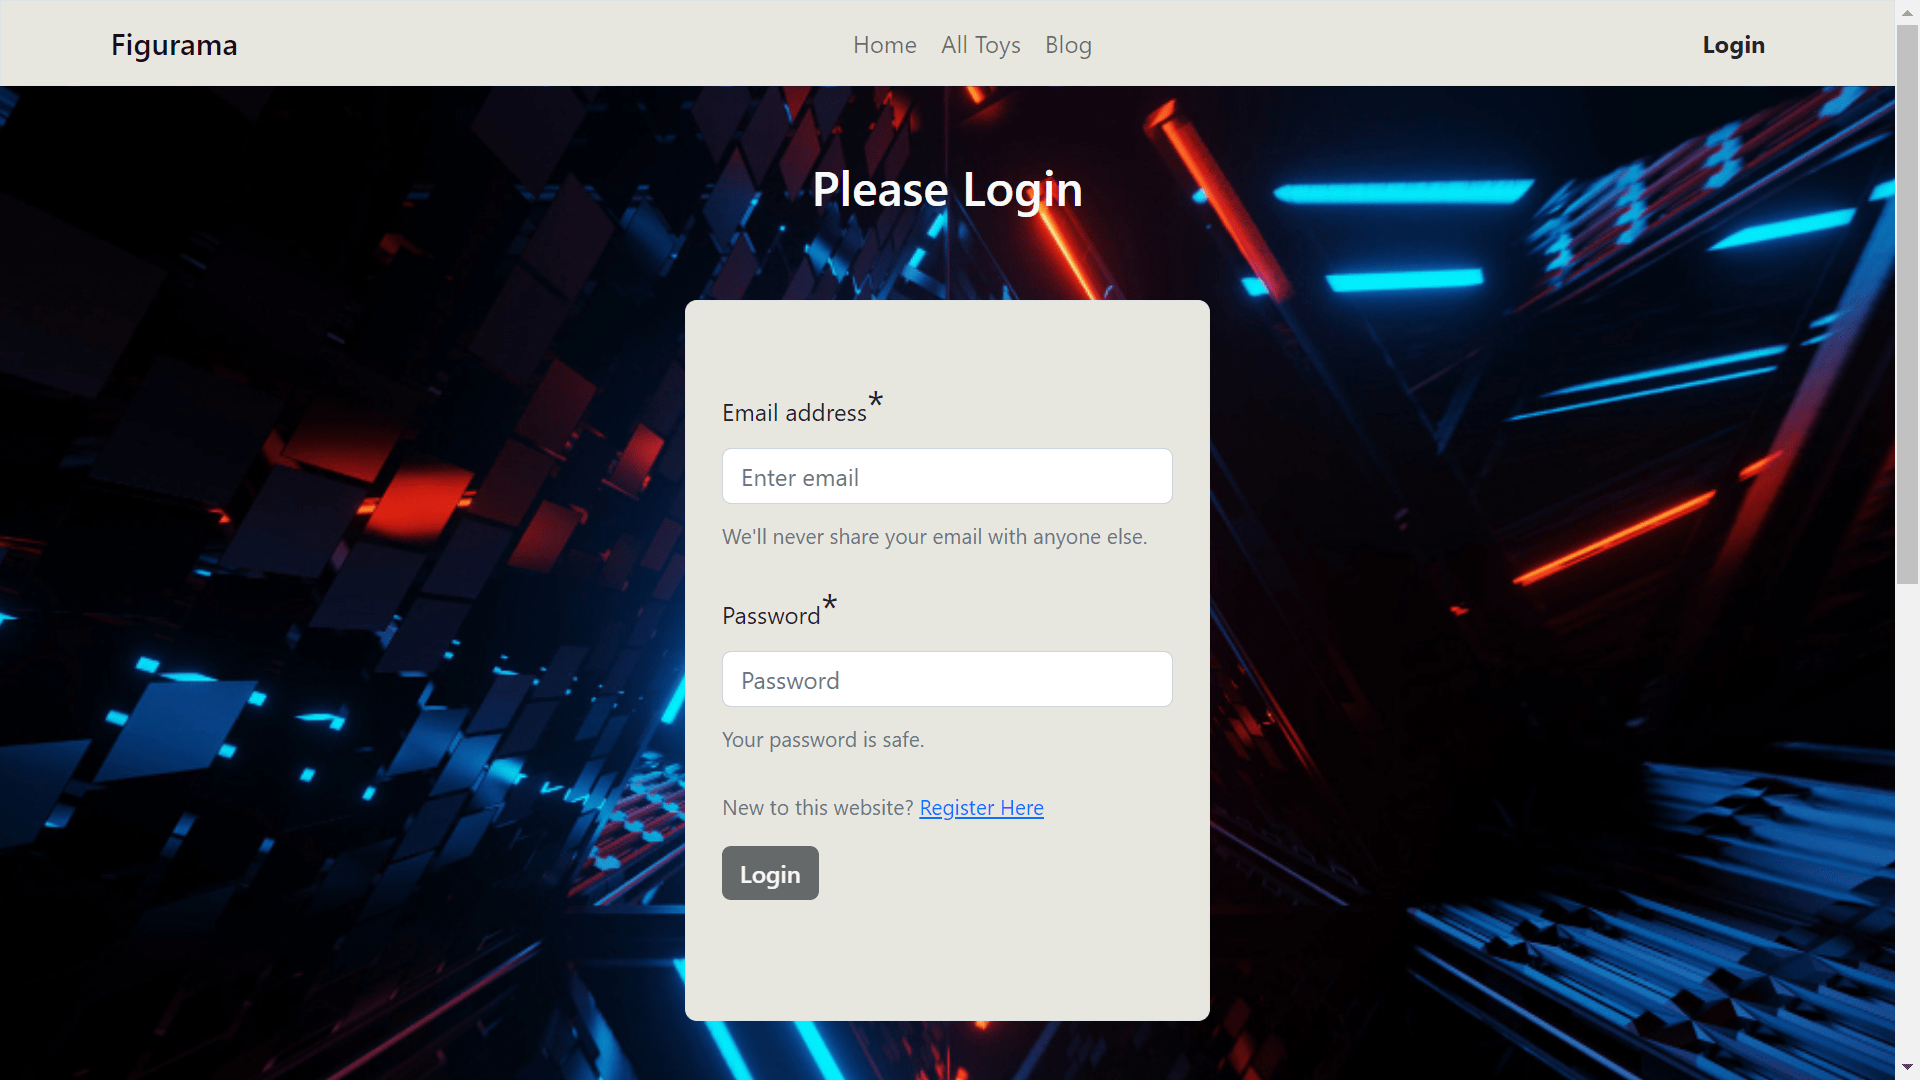 Figurama
Home All Toys Blog
Login
Please Login
Email address*
Enter email
We'll never share your email with anyone else.
Password*
Password
Your password is safe.
New to this website? Register Here
Login